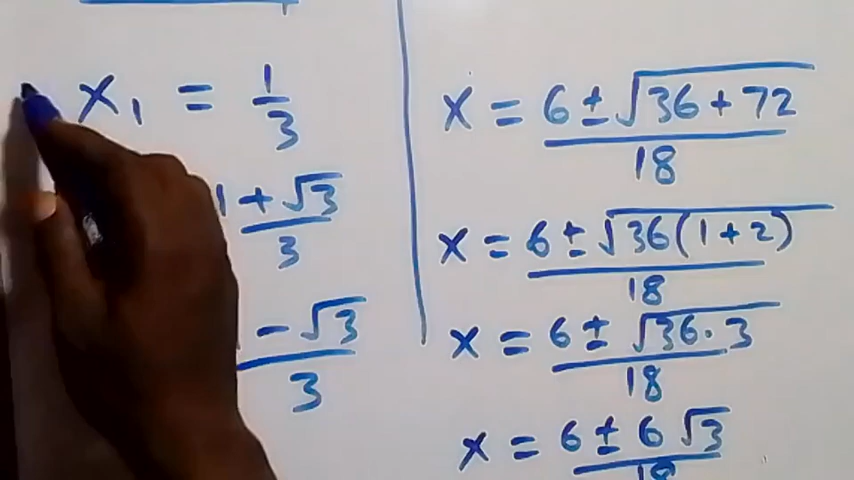 x₁ = 1/3
1 + √3 / 3
- √3 / 3
x = 6 ± √36 + 72 / 18
x = 6 ± √36(1 + 2) / 18
x = 6 ± √36 · 3 / 18
x = 6 ± 6√3 / 18